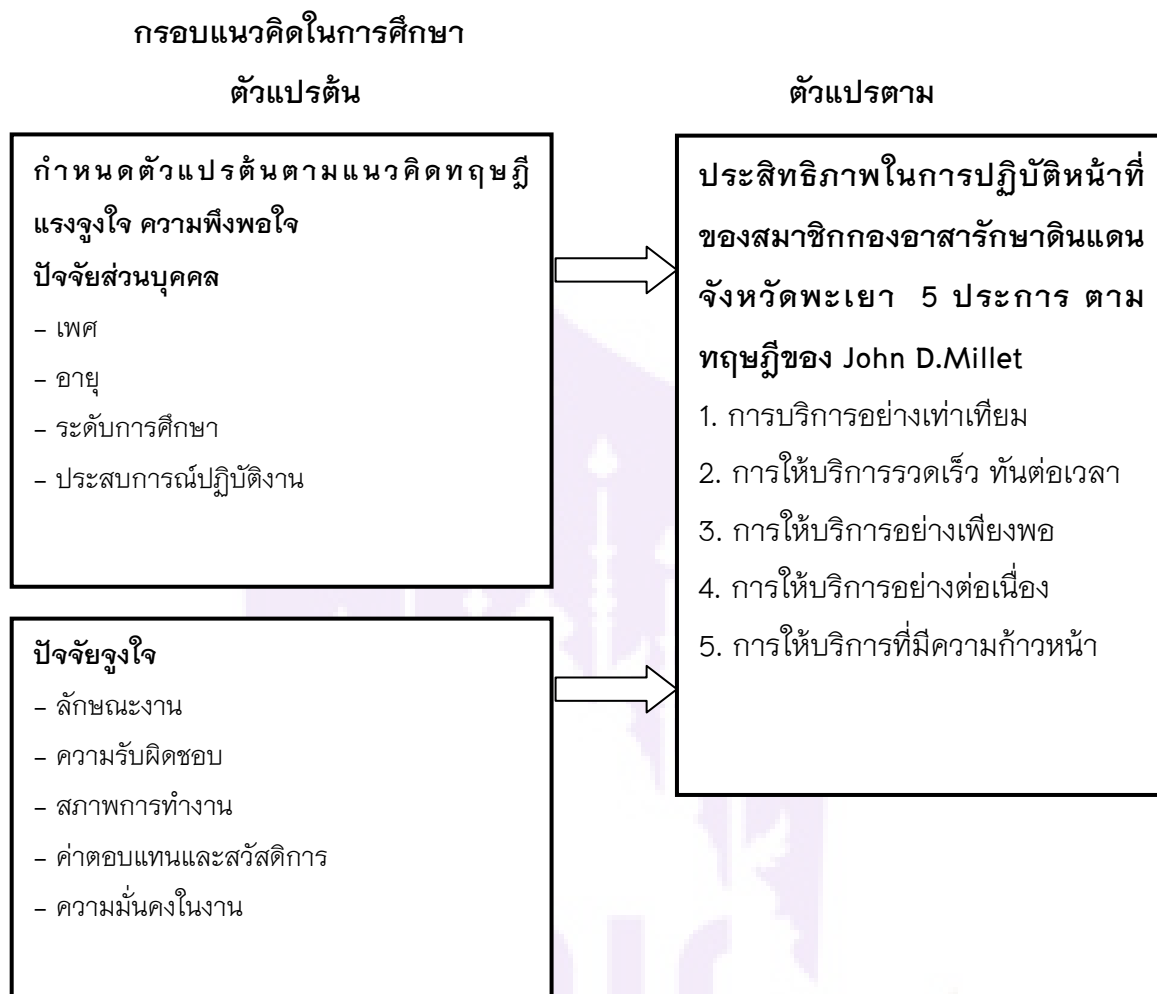 กรอบแนวคิดในการศึกษา
ตัวแปรต้น
ตัวแปรตาม
กำหนดตัวแปรต้นตามแนวคิดทฤษฎี
แรงจูงใจ ความพึงพอใจ
ปัจจัยส่วนบุคคล
– เพศ
– อายุ
– ระดับการศึกษา
– ประสบการณ์ปฏิบัติงาน
ปัจจัยจูงใจ
– ลักษณะงาน
– ความรับผิดชอบ
– สภาพการทำงาน
– ค่าตอบแทนและสวัสดิการ
– ความมั่นคงในงาน
ประสิทธิภาพในการปฏิบัติหน้าที่
ของสมาชิกกองอาสารักษาดินแดน
จังหวัดพะเยา 5 ประการ ตาม
ทฤษฎีของ John D.Millet
1. การบริการอย่างเท่าเทียม
2. การให้บริการรวดเร็ว ทันต่อเวลา
3. การให้บริการอย่างเพียงพอ
4. การให้บริการอย่างต่อเนื่อง
5. การให้บริการที่มีความก้าวหน้า